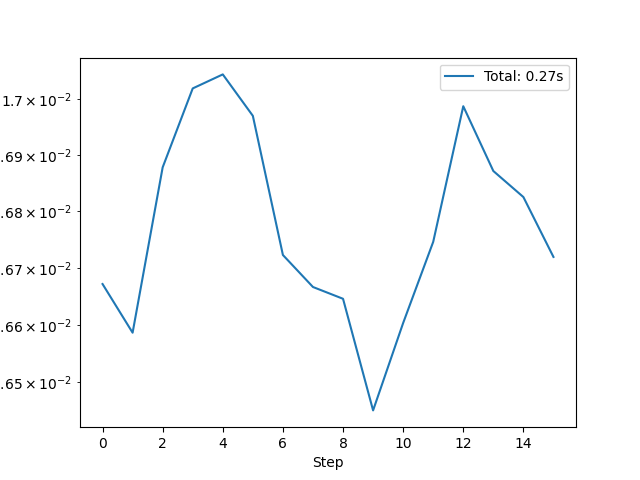 Total: 0.27s
1.7 × 10⁻²
.69 × 10⁻²
.68 × 10⁻²
.67 × 10⁻²
.66 × 10⁻²
.65 × 10⁻²
0 2 4 6 8 10 12 14
Step